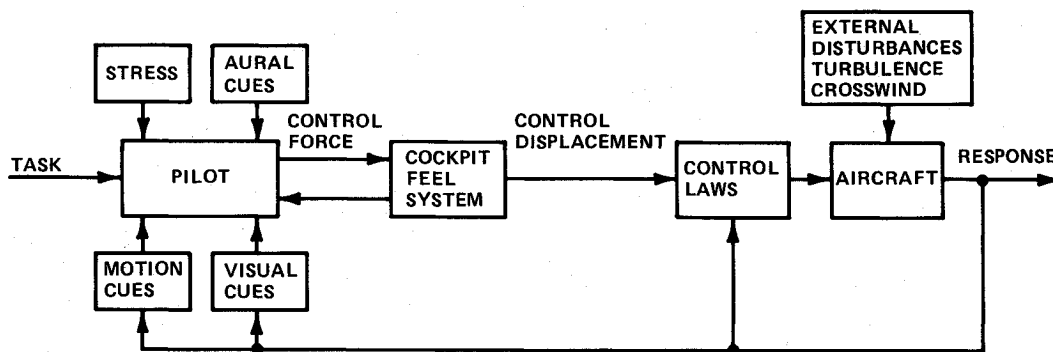 STRESS
AURAL
CUES
EXTERNAL
DISTURBANCES
TURBULENCE
CROSSWIND
TASK
PILOT
CONTROL
FORCE
COCKPIT
FEEL
SYSTEM
CONTROL
DISPLACEMENT
CONTROL
LAWS
AIRCRAFT
RESPONSE
MOTION
CUES
VISUAL
CUES